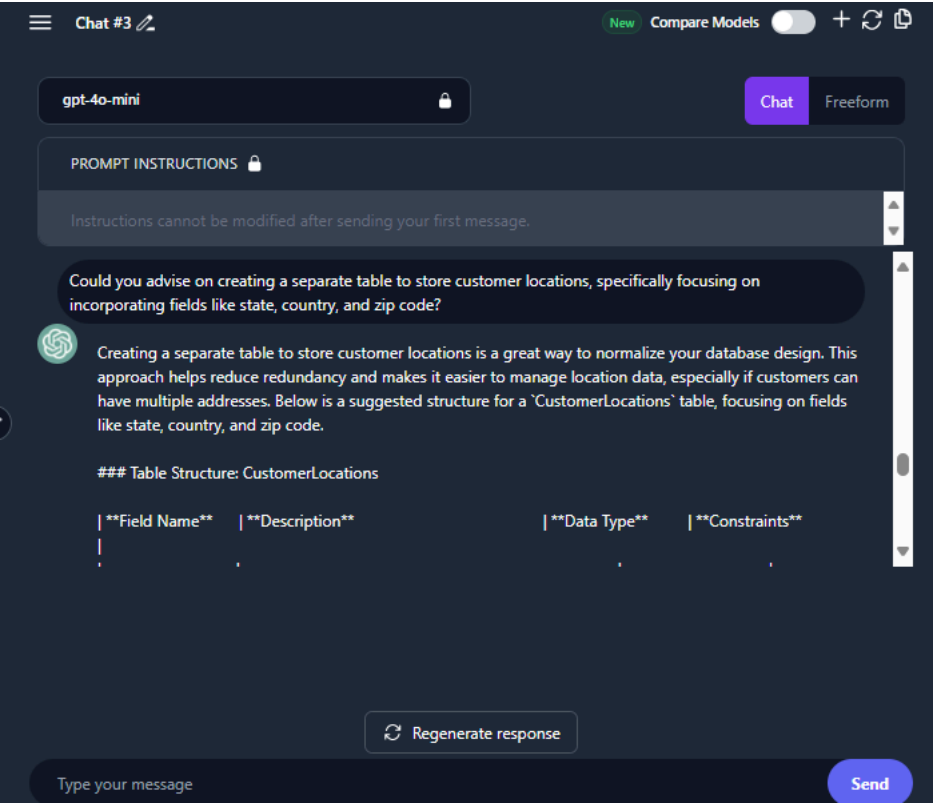 Chat #3
New Compare Models
gpt-4o-mini
Chat Freeform
PROMPT INSTRUCTIONS
Instructions cannot be modified after sending your first message.
Could you advise on creating a separate table to store customer locations, specifically focusing on
incorporating fields like state, country, and zip code?
Creating a separate table to store customer locations is a great way to normalize your database design. This
approach helps reduce redundancy and makes it easier to manage location data, especially if customers can
have multiple addresses. Below is a suggested structure for a `CustomerLocations` table, focusing on fields
like state, country, and zip code.
### Table Structure: CustomerLocations
| **Field Name** | **Description** | **Data Type** | **Constraints**
|
Regenerate response
Type your message
Send